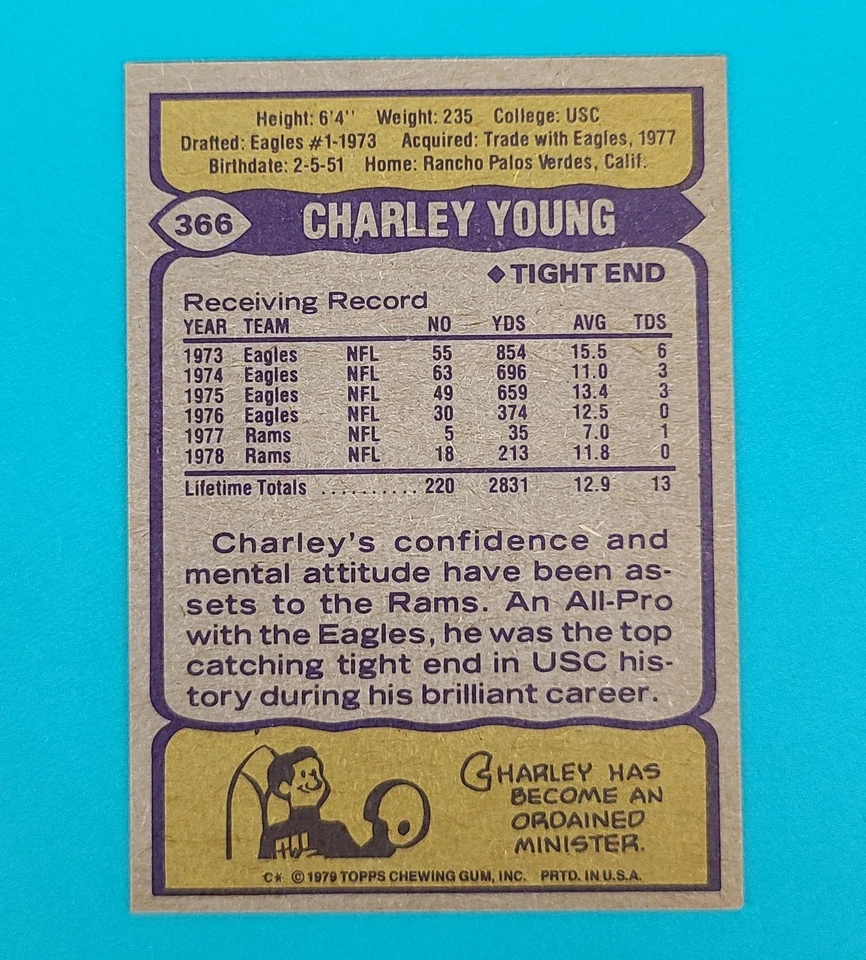 Height: 6'4'' Weight: 235 College: USC
Drafted: Eagles #1-1973 Acquired: Trade with Eagles, 1977
Birthdate: 2-5-51 Home: Rancho Palos Verdes, Calif.
366 CHARLEY YOUNG
◆TIGHT END
Receiving Record
YEAR TEAM NO YDS AVG TDS
1973 Eagles NFL 55 854 15.5 6
1974 Eagles NFL 63 696 11.0 3
1975 Eagles NFL 49 659 13.4 3
1976 Eagles NFL 30 374 12.5 0
1977 Rams NFL 5 35 7.0 1
1978 Rams NFL 18 213 11.8 0
Lifetime Totals .......... 220 2831 12.9 13
Charley's confidence and
mental attitude have been as-
sets to the Rams. An All-Pro
with the Eagles, he was the top
catching tight end in USC his-
tory during his brilliant career.
CHARLEY HAS
BECOME AN
ORDAINED
MINISTER.
C* © 1979 TOPPS CHEWING GUM, INC. PRTD. IN U.S.A.